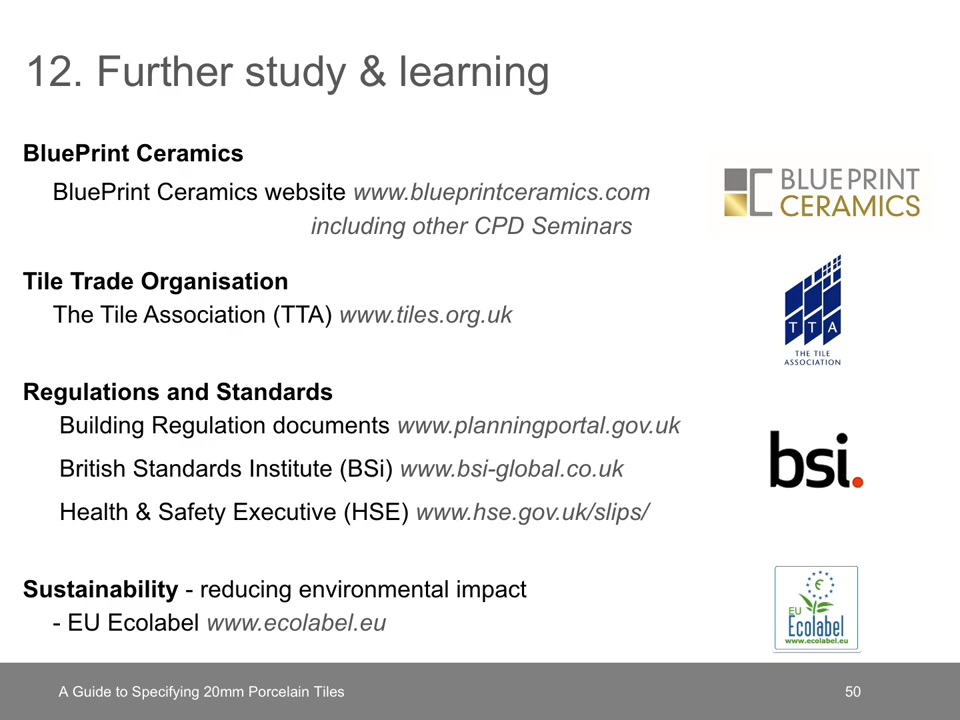 12. Further study & learning
BluePrint Ceramics
BluePrint Ceramics website www.blueprintceramics.com
including other CPD Seminars
BLUEPRINT
CERAMICS
Tile Trade Organisation
The Tile Association (TTA) www.tiles.org.uk
T T A
THE TILE
ASSOCIATION
Regulations and Standards
Building Regulation documents www.planningportal.gov.uk
British Standards Institute (BSi) www.bsi-global.co.uk
Health & Safety Executive (HSE) www.hse.gov.uk/slips/
bsi.
Sustainability - reducing environmental impact
- EU Ecolabel www.ecolabel.eu
EU
Ecolabel
www.ecolabel.eu
A Guide to Specifying 20mm Porcelain Tiles 50